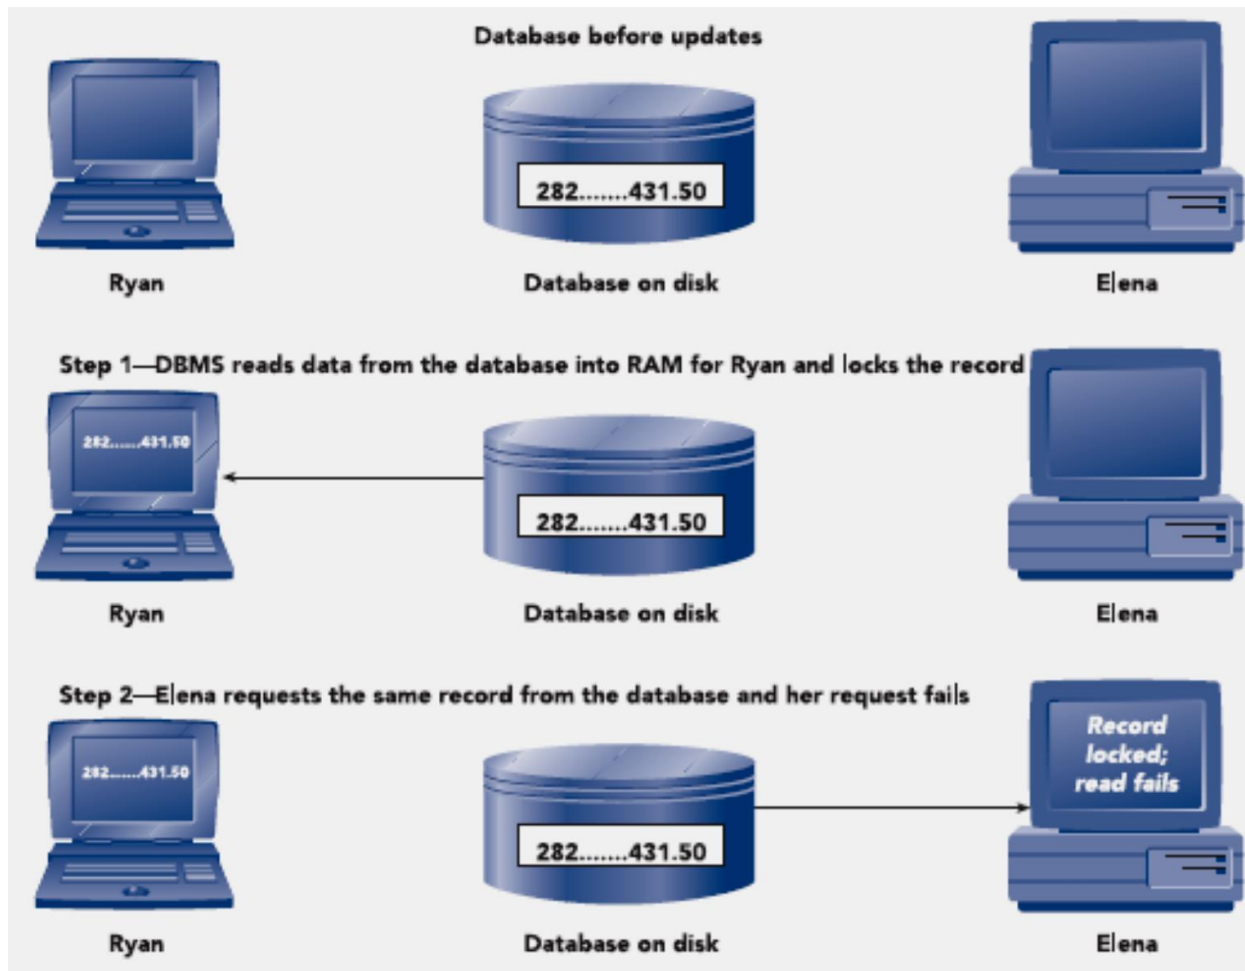 Database before updates
282.......431.50
Ryan
Database on disk
Elena
Step 1—DBMS reads data from the database into RAM for Ryan and locks the record
282......431.50
282.......431.50
Ryan
Database on disk
Elena
Step 2—Elena requests the same record from the database and her request fails
282......431.50
282.......431.50
Record
locked;
read fails
Ryan
Database on disk
Elena